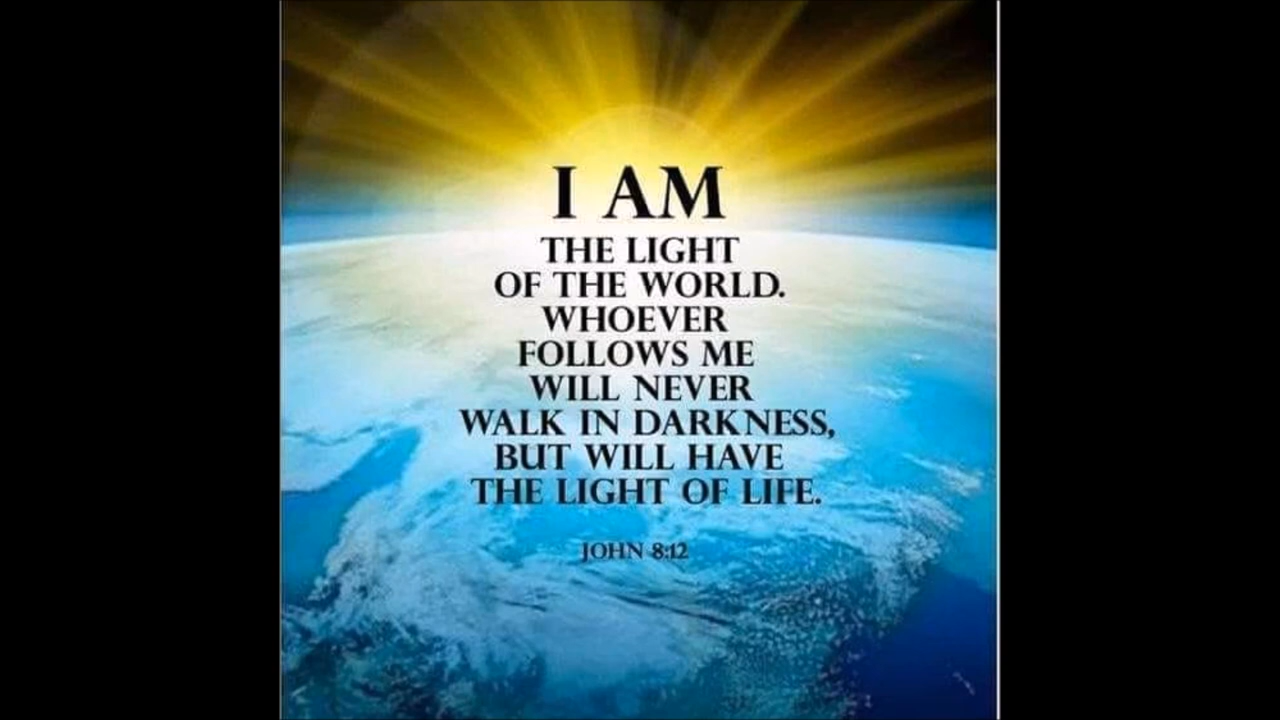 I AM
THE LIGHT
OF THE WORLD.
WHOEVER
FOLLOWS ME
WILL NEVER
WALK IN DARKNESS,
BUT WILL HAVE
THE LIGHT OF LIFE.
JOHN 8:12